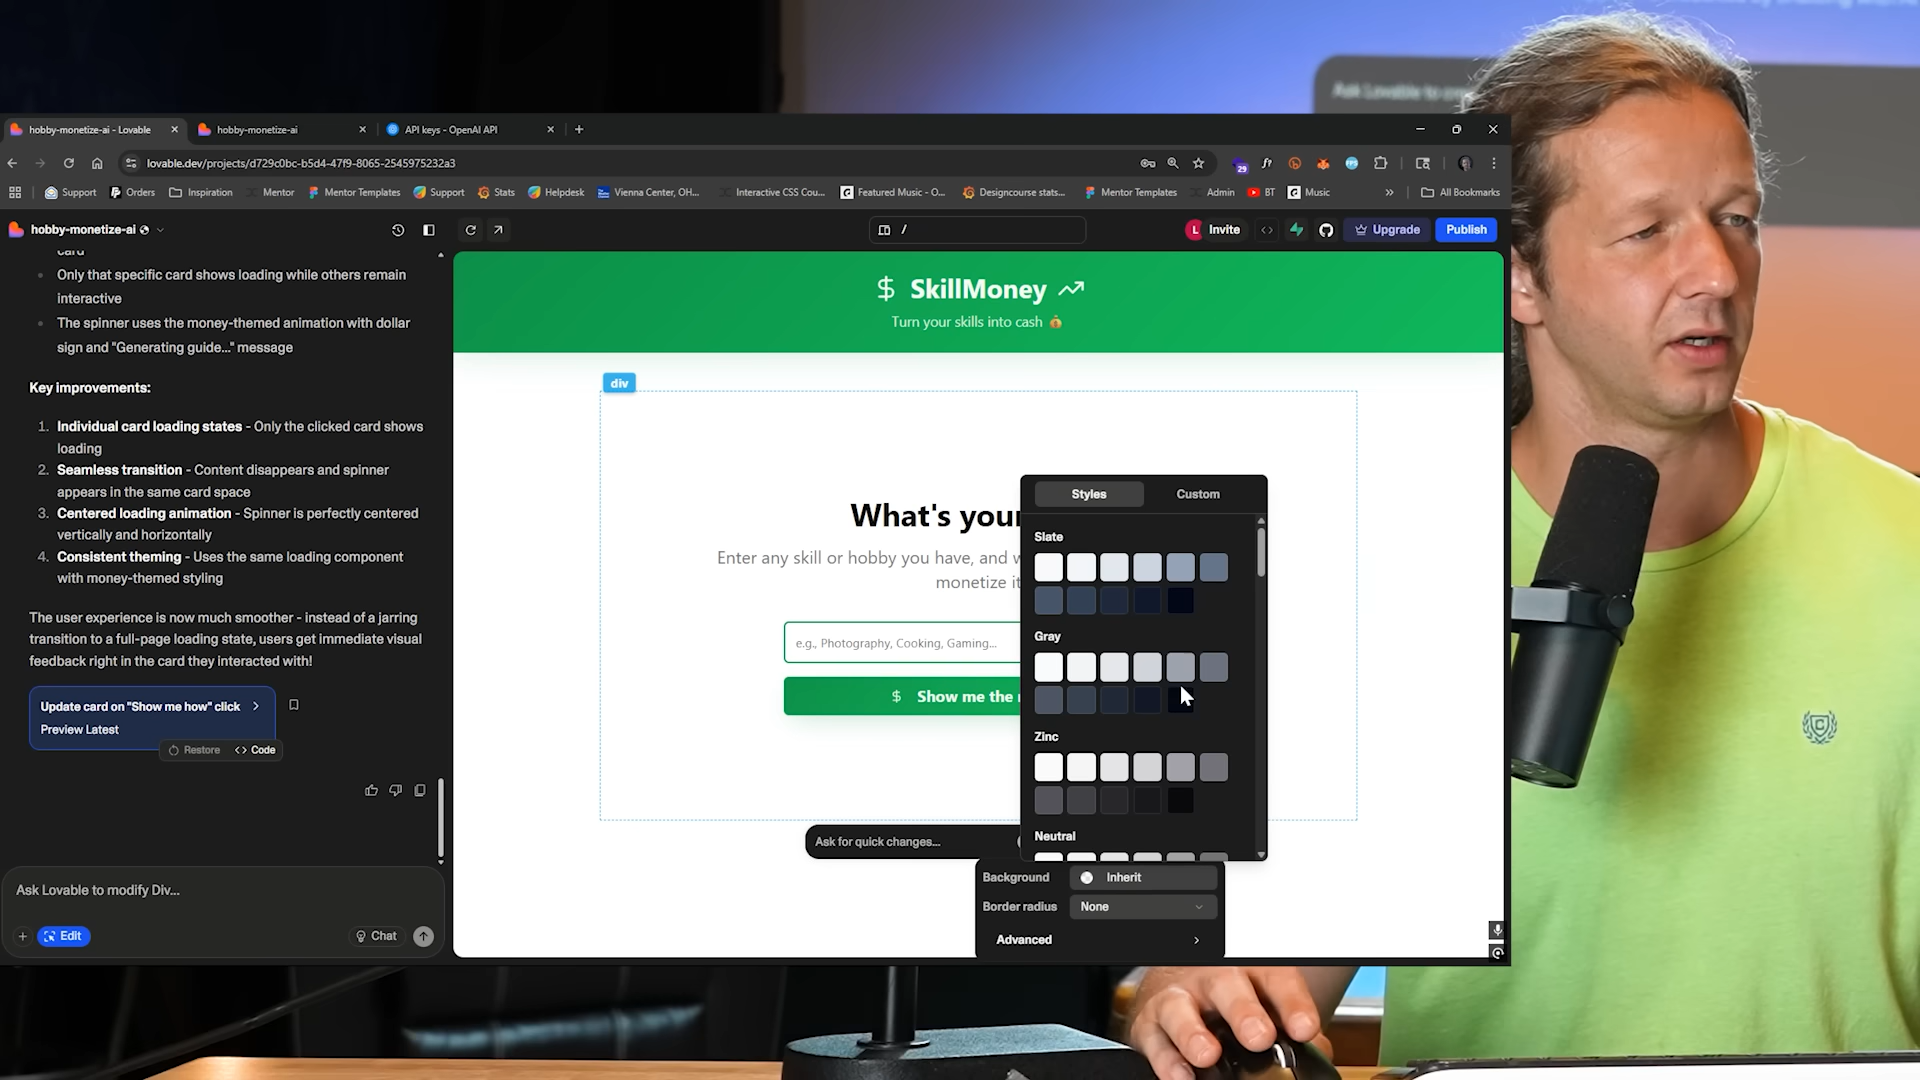 hobby-monetize-ai - Lovable
hobby-monetize-ai
API keys - OpenAI API
lovable.dev/projects/d729c0bc-b5d4-47f9-8065-2545975232a3
29
f?
FPS
Support
Orders
Inspiration
Mentor
Mentor Templates
Support
Stats
Helpdesk
Vienna Center, OH...
Interactive CSS Cou...
Featured Music - O...
Designcourse stats...
Mentor Templates
Admin
BT
Music
»
All Bookmarks
hobby-monetize-ai
/
L Invite
Upgrade
Publish
card
Only that specific card shows loading while others remain
interactive
The spinner uses the money-themed animation with dollar
sign and "Generating guide..." message
Key improvements:
1. Individual card loading states - Only the clicked card shows
loading
2. Seamless transition - Content disappears and spinner
appears in the same card space
3. Centered loading animation - Spinner is perfectly centered
vertically and horizontally
4. Consistent theming - Uses the same loading component
with money-themed styling
The user experience is now much smoother - instead of a jarring
transition to a full-page loading state, users get immediate visual
feedback right in the card they interacted with!
Update card on "Show me how" click
Preview Latest
Restore
Code
Ask Lovable to modify Div...
Edit
Chat
$ SkillMoney
Turn your skills into cash 💰
div
What's your
Enter any skill or hobby you have, and w
monetize it
e.g., Photography, Cooking, Gaming...
$ Show me the
Ask for quick changes...
Styles
Custom
Slate
Gray
Zinc
Neutral
Background
Inherit
Border radius
None
Advanced
Ask Lovable to
C